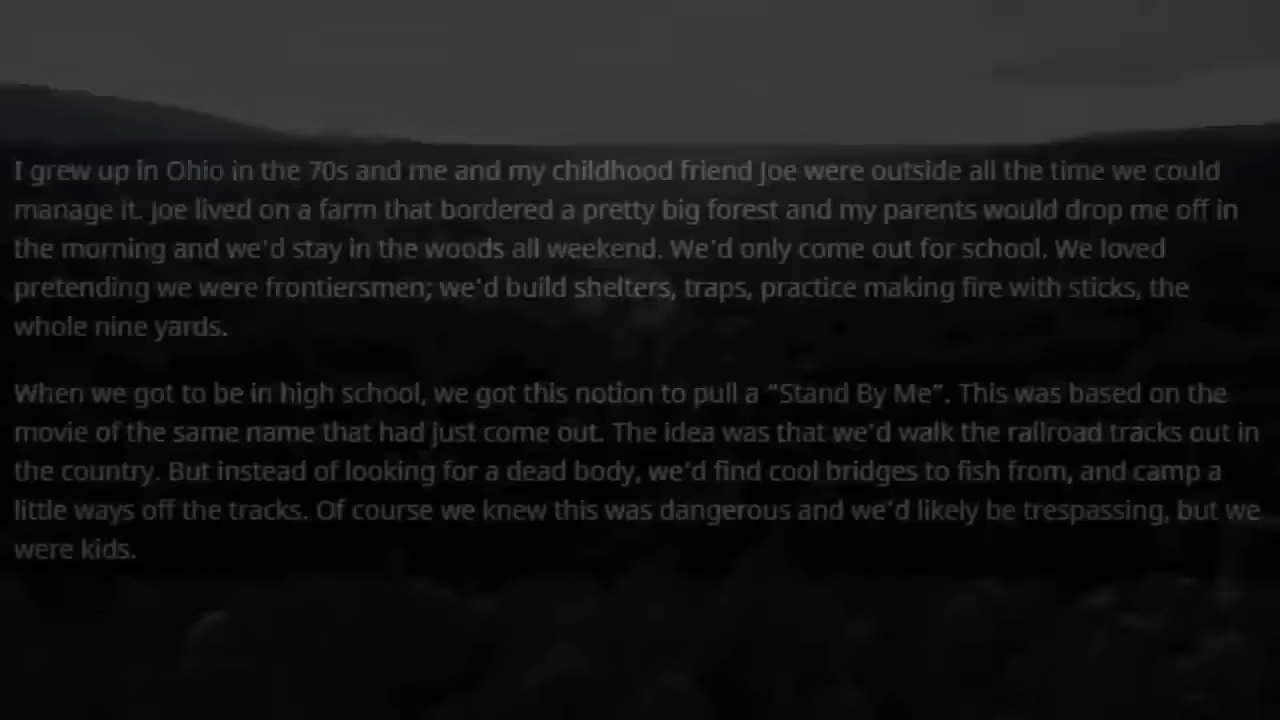 I grew up in Ohio in the 70s and me and my childhood friend Joe were outside all the time we could
manage it. Joe lived on a farm that bordered a pretty big forest and my parents would drop me off in
the morning and we'd stay in the woods all weekend. We'd only come out for school. We loved
pretending we were frontiersmen; we'd build shelters, traps, practice making fire with sticks, the
whole nine yards.
When we got to be in high school, we got this notion to pull a “Stand By Me”. This was based on the
movie of the same name that had just come out. The idea was that we'd walk the railroad tracks out in
the country. But instead of looking for a dead body, we'd find cool bridges to fish from, and camp a
little ways off the tracks. Of course we knew this was dangerous and we'd likely be trespassing, but we
were kids.